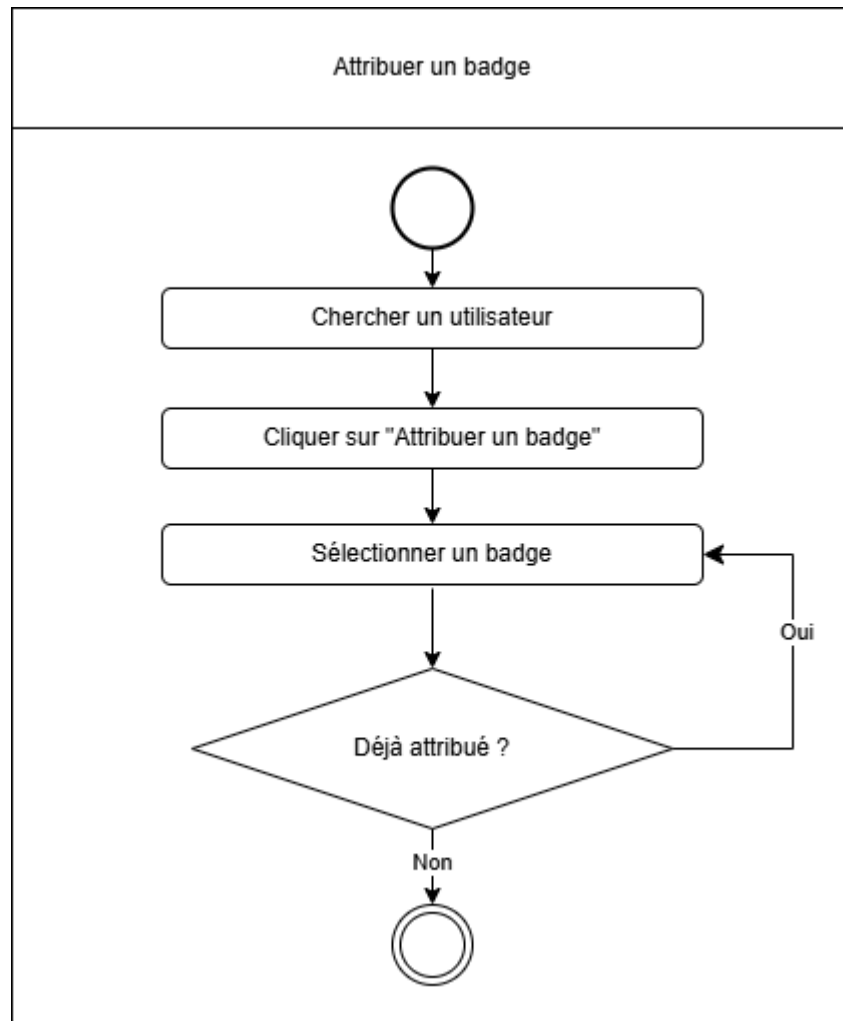 Attribuer un badge
Chercher un utilisateur
Cliquer sur "Attribuer un badge"
Sélectionner un badge
Oui
Déjà attribué ?
Non